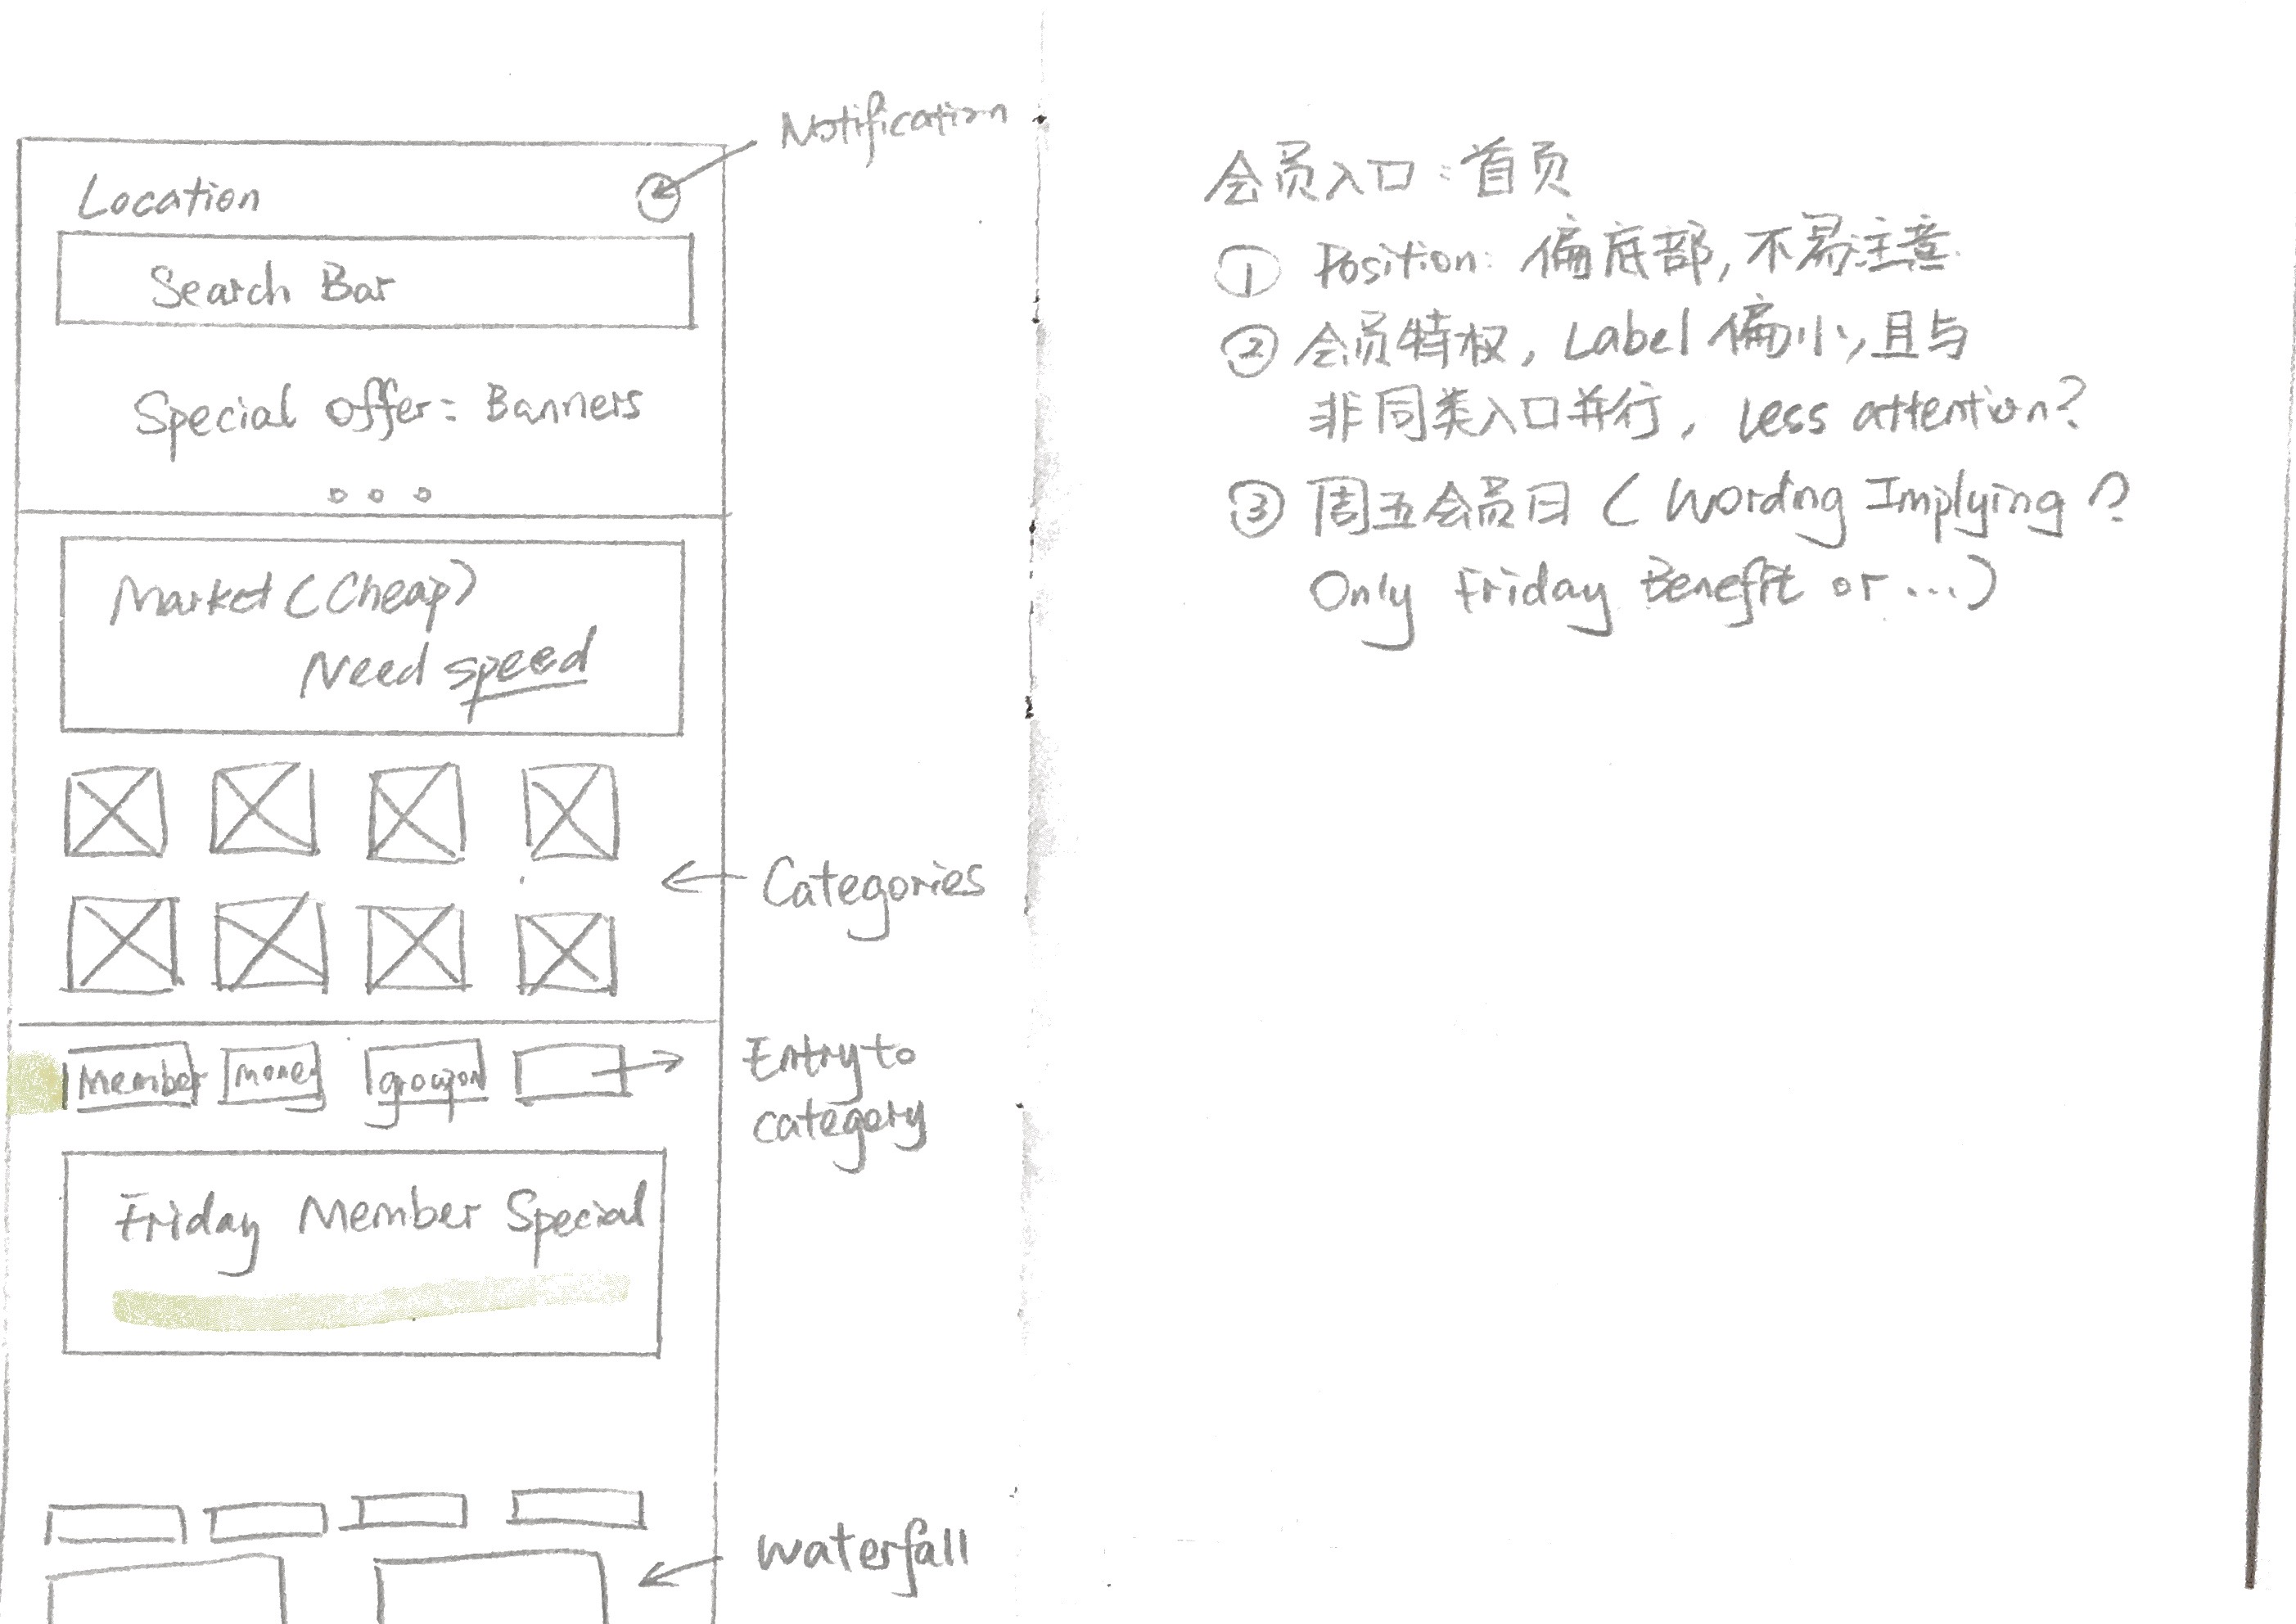 Notification
Location
Search Bar
Special offer: Banners
Market (Cheap)
Need speed
Categories
Member money groupon
Entry to
category
Friday Member Special
waterfall
会员入口：首页
① Position: 偏底部，不易注意
② 会员特权，Label 偏小，且与
非同类入口并行，Less attention?
③ 周五会员日（Wording Implying?
Only Friday Benefit or ...）